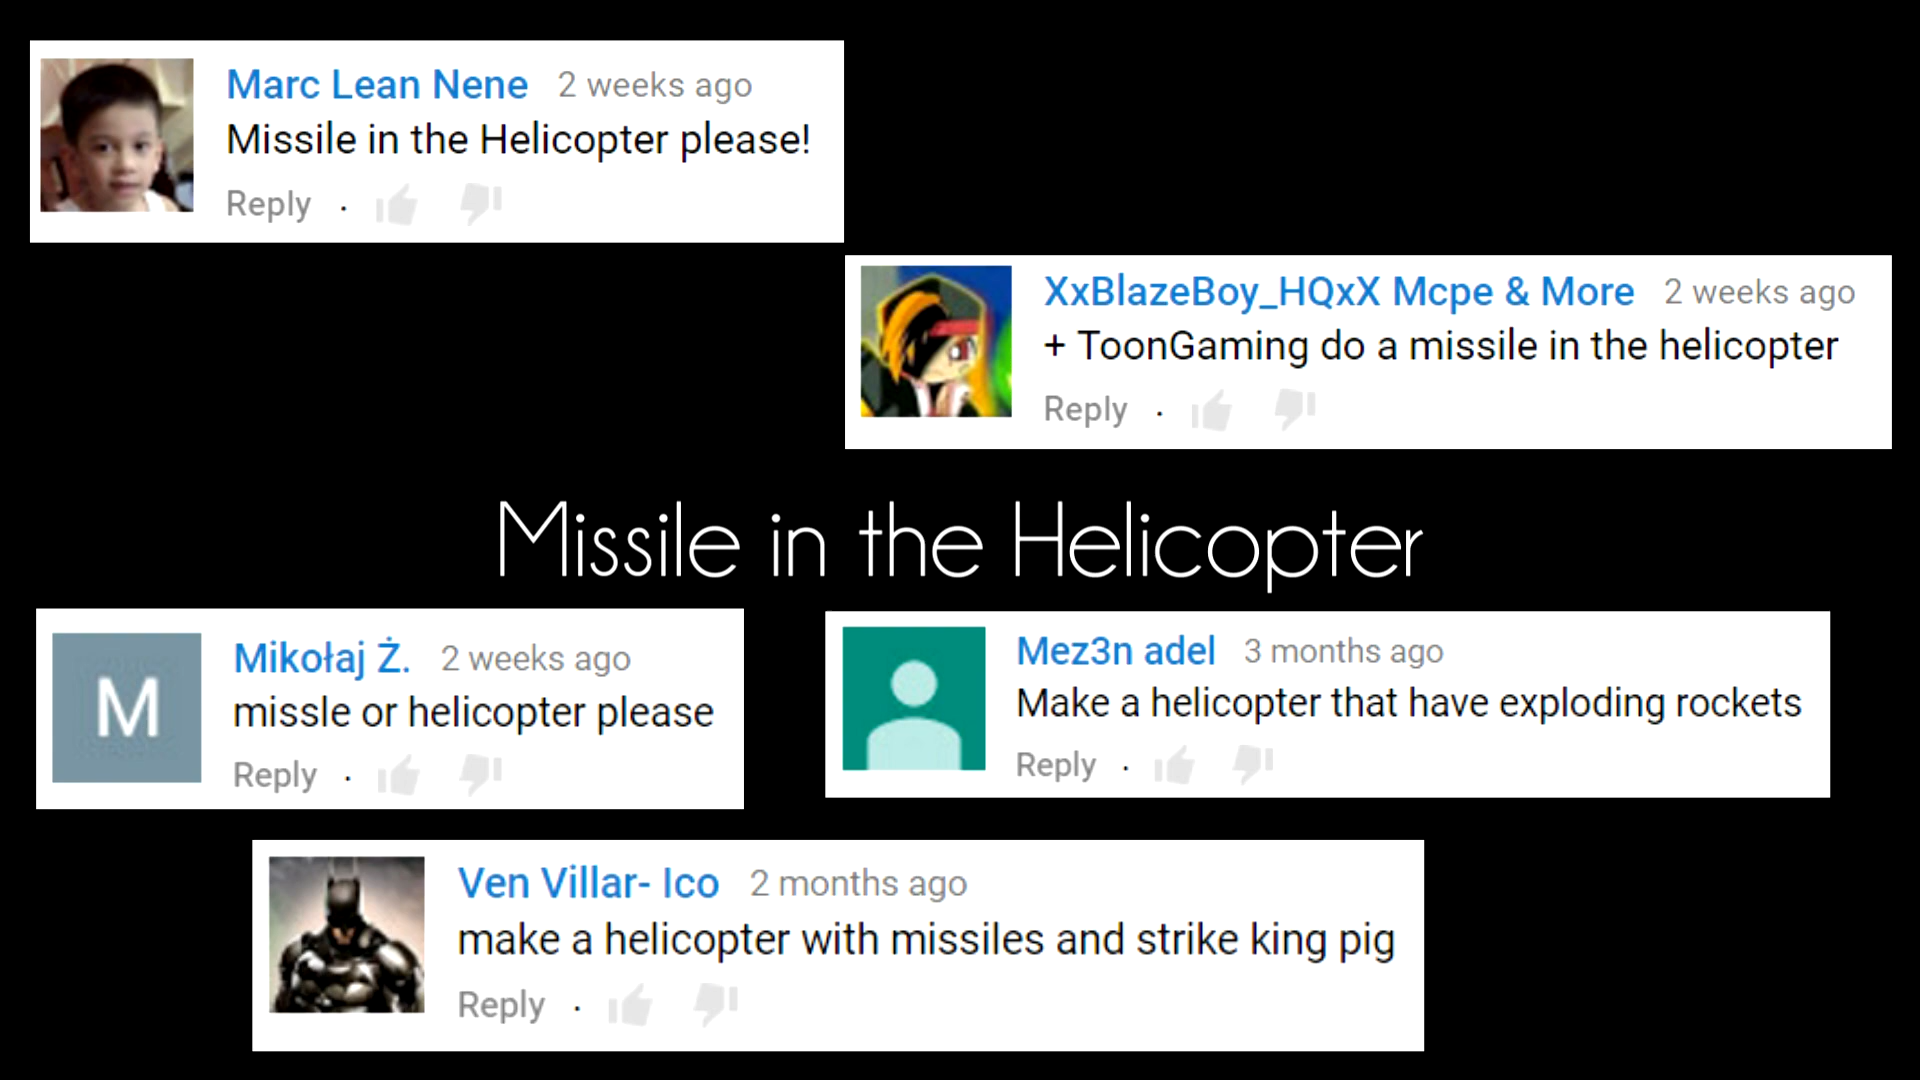 Marc Lean Nene 2 weeks ago
Missile in the Helicopter please!
Reply ·
XxBlazeBoy_HQxX Mcpe & More 2 weeks ago
+ ToonGaming do a missile in the helicopter
Reply ·
Missile in the Helicopter
M
Mikołaj Ż. 2 weeks ago
missle or helicopter please
Reply ·
Mez3n adel 3 months ago
Make a helicopter that have exploding rockets
Reply ·
Ven Villar- Ico 2 months ago
make a helicopter with missiles and strike king pig
Reply ·